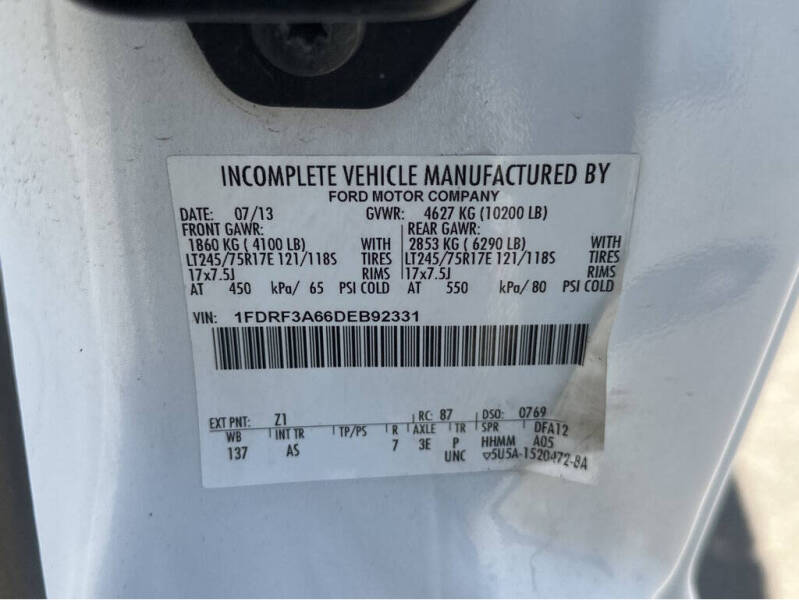 INCOMPLETE VEHICLE MANUFACTURED BY
FORD MOTOR COMPANY
DATE: 07/13 GVWR: 4627 KG (10200 LB)
FRONT GAWR: REAR GAWR:
1860 KG ( 4100 LB) WITH 2853 KG ( 6290 LB) WITH
LT245/75R17E 121/118S TIRES LT245/75R17E 121/118S TIRES
17x7.5J RIMS 17x7.5J RIMS
AT 450 kPa/ 65 PSI COLD AT 550 kPa/ 80 PSI COLD
VIN: 1FDRF3A66DEB92331
EXT PNT: Z1 RC: 87 DSO: 0769
WB INT TR TP/PS R AXLE TR SPR DFA12
137 AS 7 3E P HHMM A05
UNC 5U5A-1520472-BA